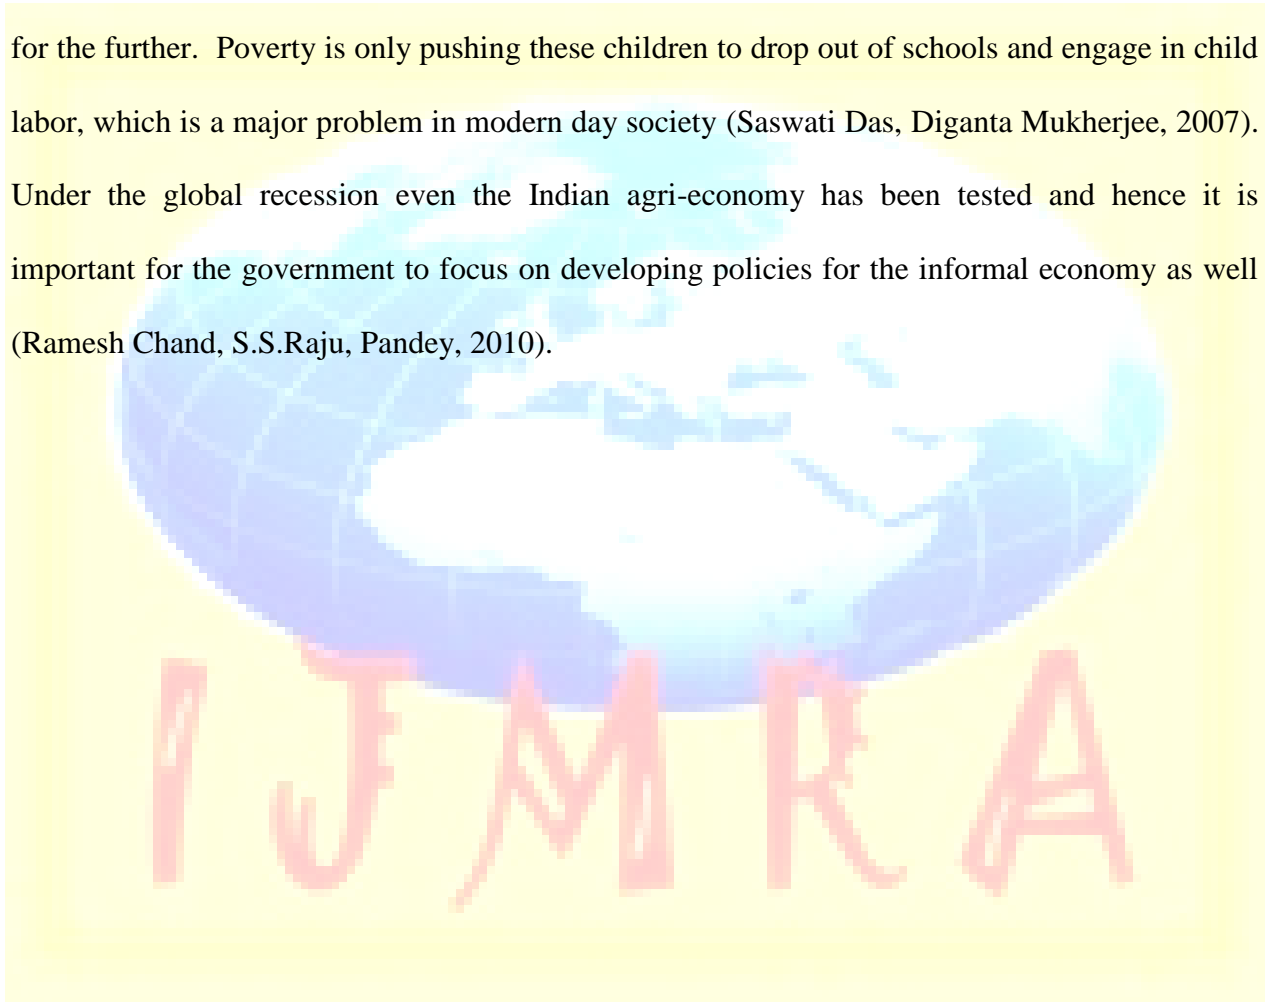 for the further.  Poverty is only pushing these children to drop out of schools and engage in child
labor, which is a major problem in modern day society (Saswati Das, Diganta Mukherjee, 2007).
Under the global recession even the Indian agri-economy has been tested and hence it is
important for the government to focus on developing policies for the informal economy as well
(Ramesh Chand, S.S.Raju, Pandey, 2010).
IJMRA